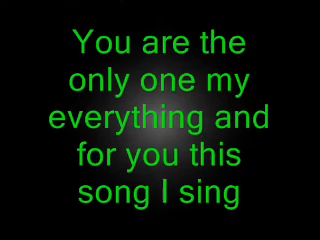 You are the
only one my
everything and
for you this
song I sing